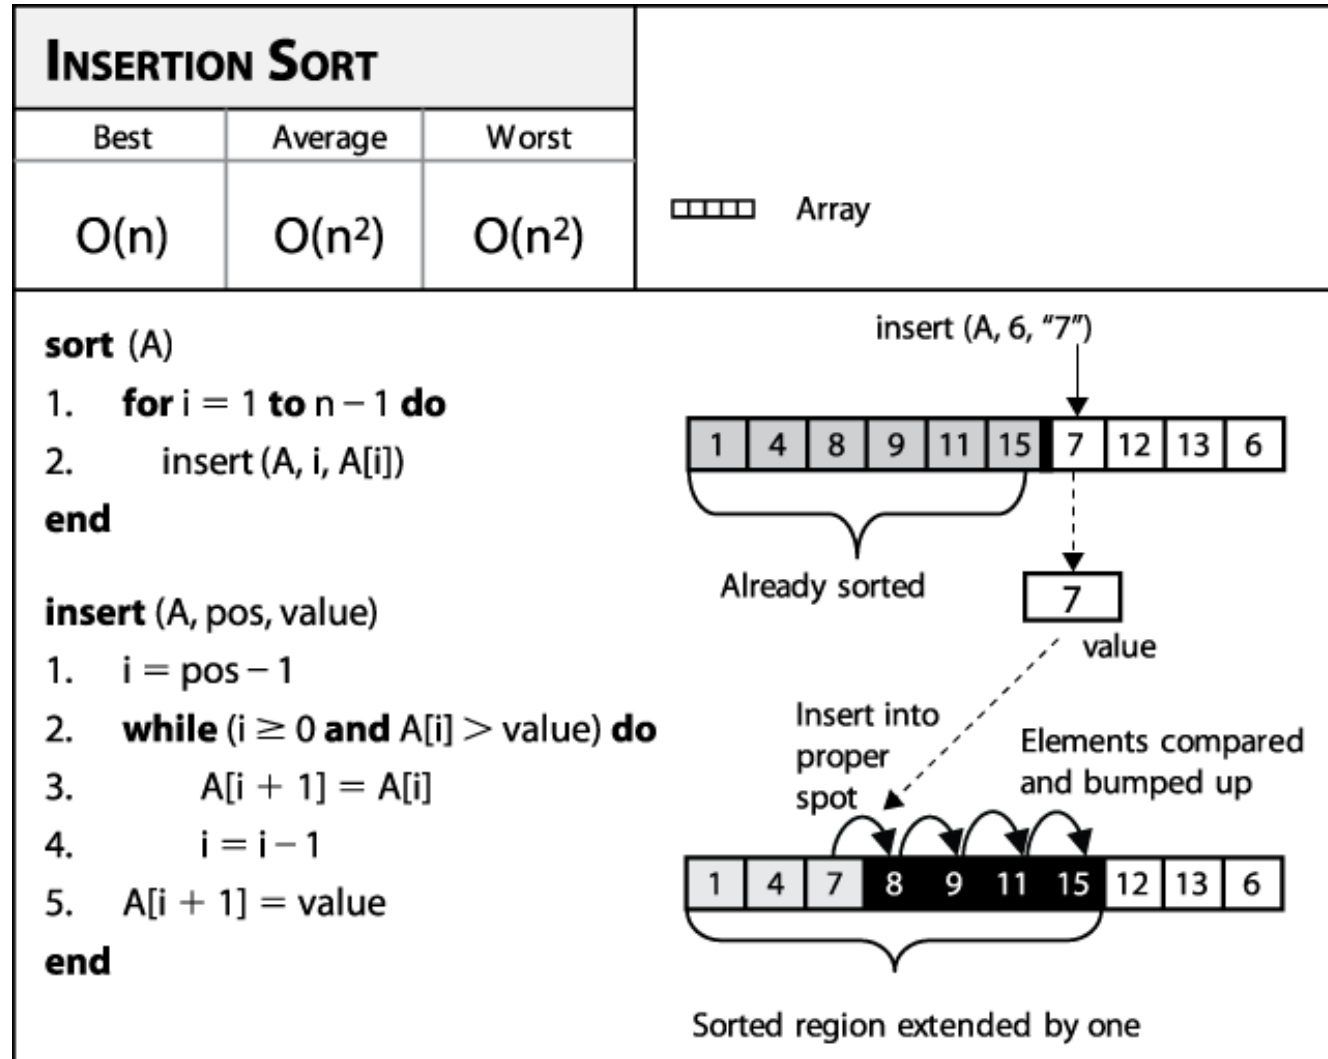 INSERTION SORT
Best Average Worst
O(n) O(n²) O(n²)
Array
sort (A)
1. for i = 1 to n – 1 do
2. insert (A, i, A[i])
end
insert (A, pos, value)
1. i = pos – 1
2. while (i ≥ 0 and A[i] > value) do
3. A[i + 1] = A[i]
4. i = i – 1
5. A[i + 1] = value
end
insert (A, 6, “7”)
1 4 8 9 11 15 7 12 13 6
Already sorted
7
value
Insert into
proper
spot
Elements compared
and bumped up
1 4 7 8 9 11 15 12 13 6
Sorted region extended by one